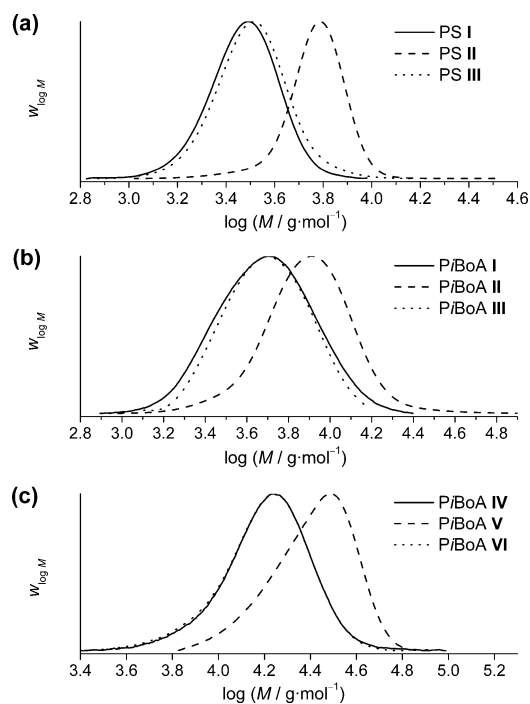 (a)
PS I
PS II
PS III
w log M
2.8 3.0 3.2 3.4 3.6 3.8 4.0 4.2 4.4 4.6
log (M / g·mol⁻¹)
(b)
PiBoA I
PiBoA II
PiBoA III
w log M
2.8 3.0 3.2 3.4 3.6 3.8 4.0 4.2 4.4 4.6 4.8
log (M / g·mol⁻¹)
(c)
PiBoA IV
PiBoA V
PiBoA VI
w log M
3.4 3.6 3.8 4.0 4.2 4.4 4.6 4.8 5.0 5.2
log (M / g·mol⁻¹)